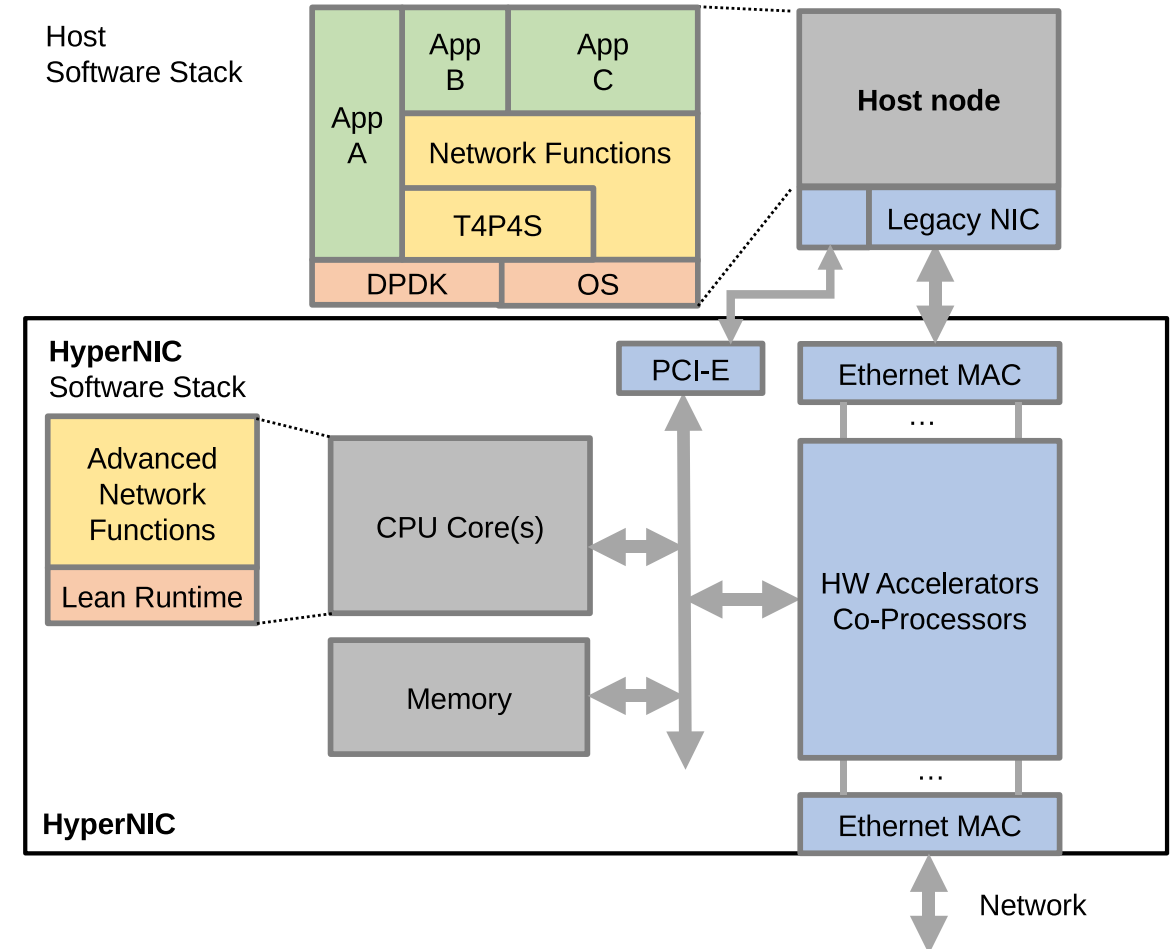 Host
Software Stack
App
A
App
B
App
C
Network Functions
T4P4S
DPDK
OS
Host node
Legacy NIC
HyperNIC
Software Stack
PCI-E
Ethernet MAC
...
Advanced
Network
Functions
Lean Runtime
CPU Core(s)
HW Accelerators
Co-Processors
Memory
...
HyperNIC
Ethernet MAC
Network